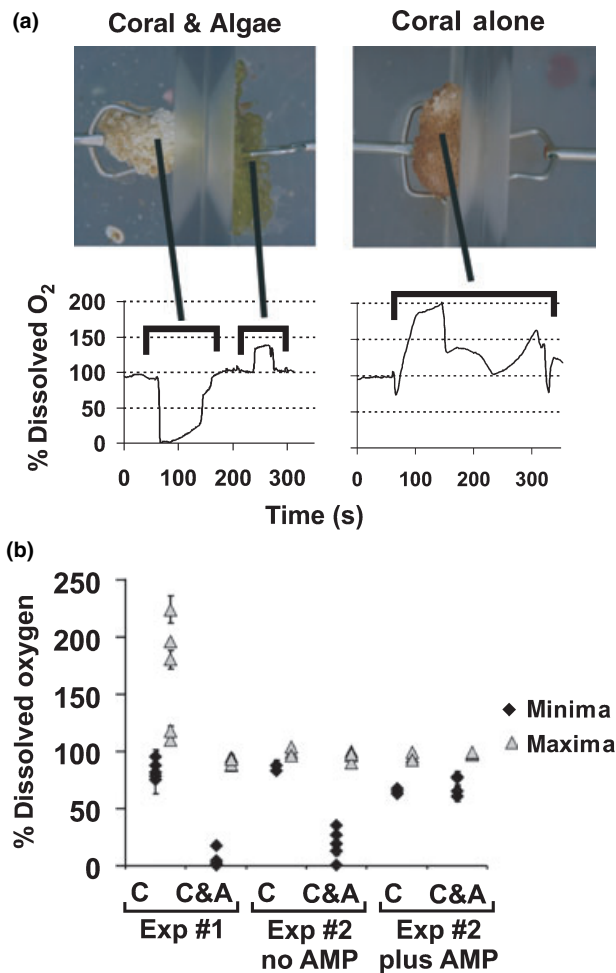 (a)
Coral & Algae
Coral alone
% Dissolved O₂
200
150
100
50
0
0 100 200 300
0 100 200 300
Time (s)
(b)
% Dissolved oxygen
250
200
150
100
50
0
Minima
Maxima
C C&A C C&A C C&A
Exp #1 Exp #2 Exp #2
no AMP plus AMP